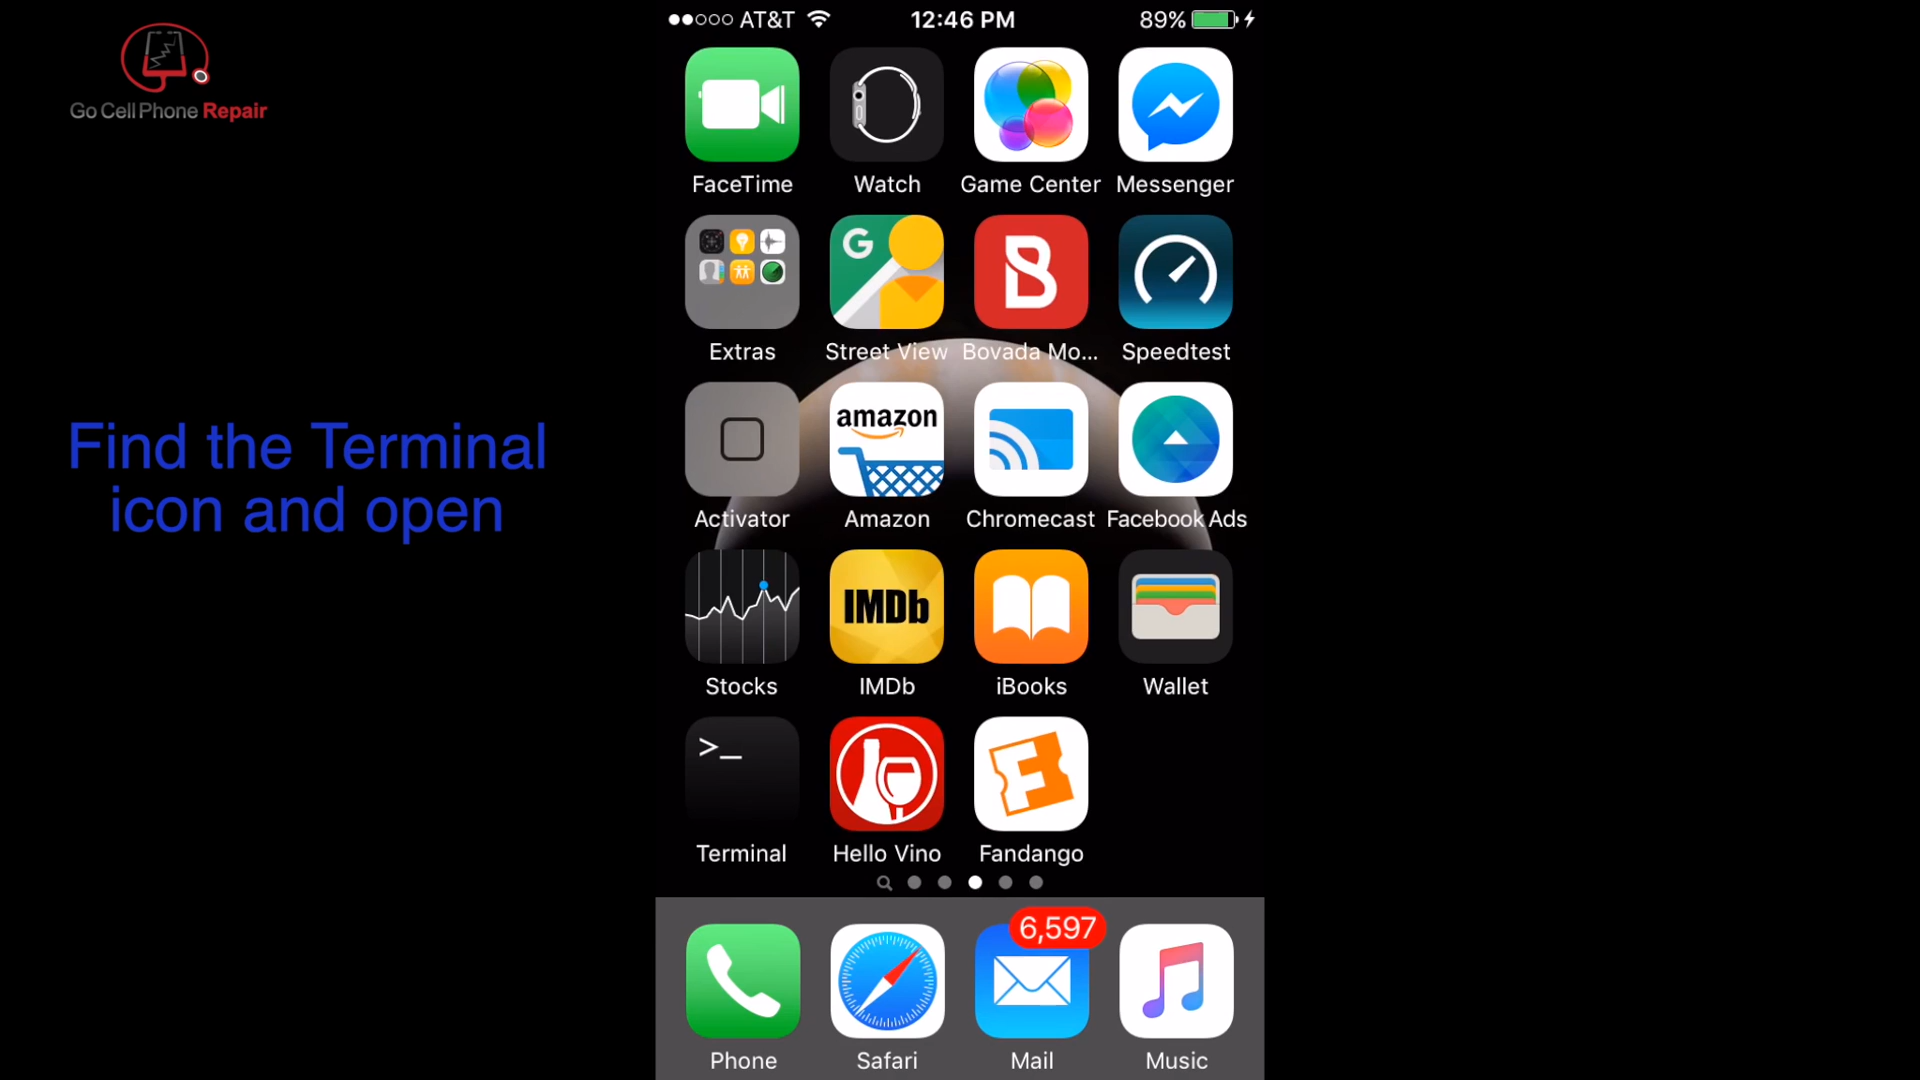 Go Cell Phone Repair
Find the Terminal
icon and open
AT&T 12:46 PM 89%
FaceTime Watch Game Center Messenger
G B
Extras Street View Bovada Mo... Speedtest
amazon
Activator Amazon Chromecast Facebook Ads
IMDb
Stocks IMDb iBooks Wallet
>_ F
Terminal Hello Vino Fandango
6,597
Phone Safari Mail Music